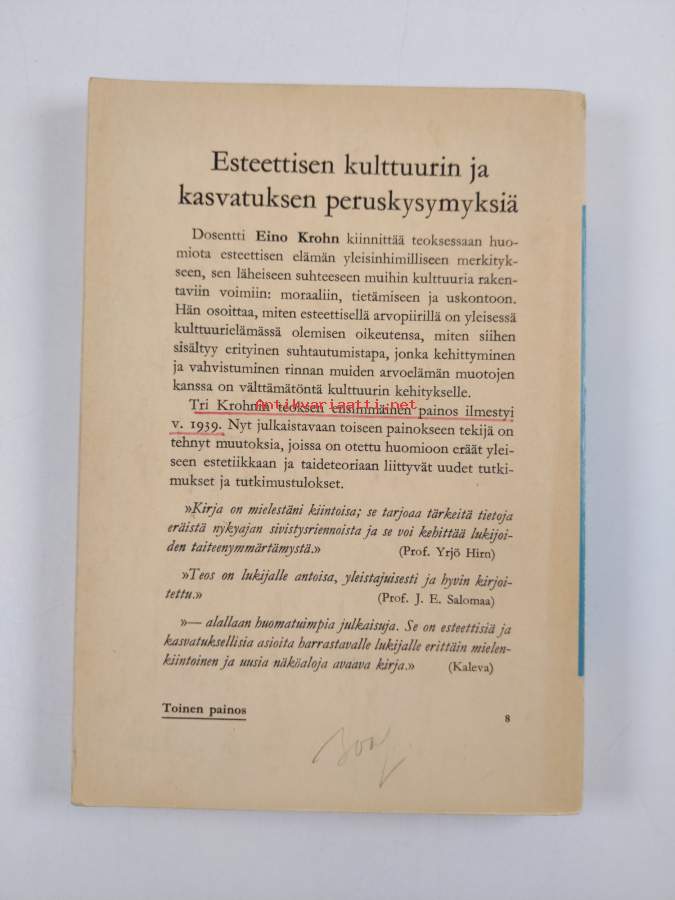 Esteettisen kulttuurin ja
kasvatuksen peruskysymyksiä
Dosentti Eino Krohn kiinnittää teoksessaan huo-
miota esteettisen elämän yleisinhimilliseen merkityk-
seen, sen läheiseen suhteeseen muihin kulttuuria raken-
taviin voimiin: moraaliin, tietämiseen ja uskontoon.
Hän osoittaa, miten esteettisellä arvopiirillä on yleisessä
kulttuurielämässä olemisen oikeutensa, miten siihen
sisältyy erityinen suhtautumistapa, jonka kehittyminen
ja vahvistuminen rinnan muiden arvoelämän muotojen
kanssa on välttämätöntä kulttuurin kehitykselle.
Antikvariaatti.net
Tri Krohnin teoksen ensimmäinen painos ilmestyi
v. 1939. Nyt julkaistavaan toiseen painokseen tekijä on
tehnyt muutoksia, joissa on otettu huomioon eräät ylei-
seen estetiikkaan ja taideteoriaan liittyvät uudet tutki-
mukset ja tutkimustulokset.
»Kirja on mielestäni kiintoisa; se tarjoaa tärkeitä tietoja
eräistä nykyajan sivistysriennoista ja se voi kehittää lukijoi-
den taiteenymmärtämystä.» (Prof. Yrjö Hirn)
»Teos on lukijalle antoisa, yleistajuisesti ja hyvin kirjoi-
tettu.» (Prof. J. E. Salomaa)
»— alallaan huomatuimpia julkaisuja. Se on esteettisiä ja
kasvatuksellisia asioita harrastavalle lukijalle erittäin mielen-
kiintoinen ja uusia näköaloja avaava kirja.» (Kaleva)
Toinen painos 8